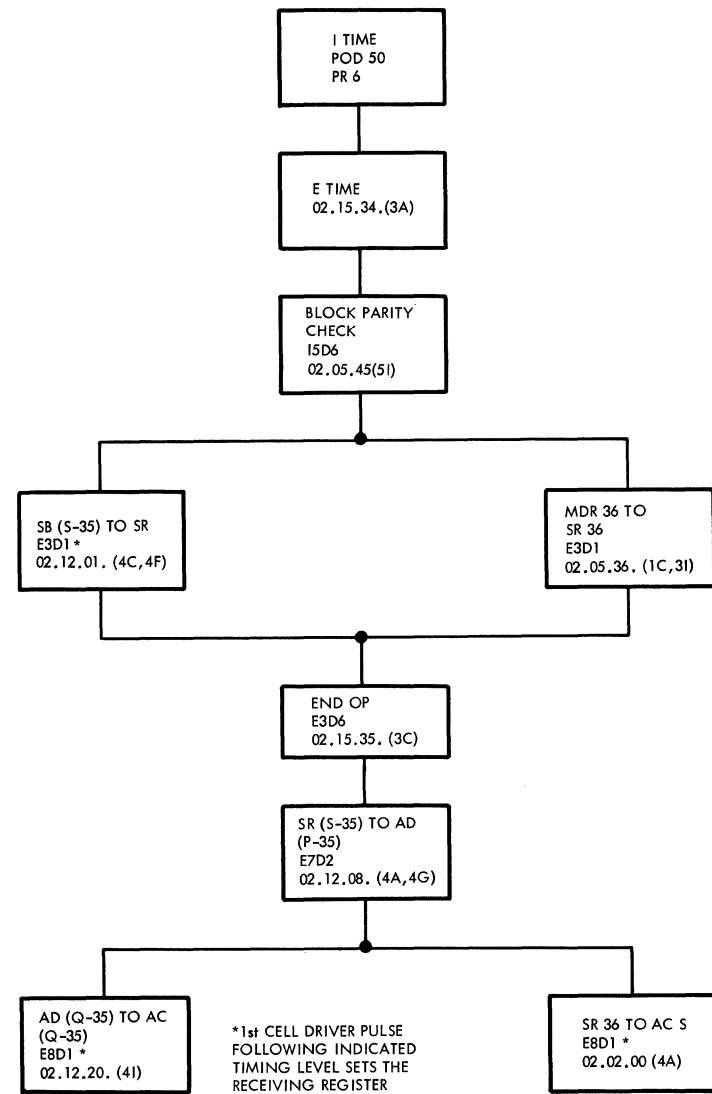 I TIME
POD 50
PR 6
E TIME
02.15.34.(3A)
BLOCK PARITY
CHECK
I5D6
02.05.45(5I)
SB (S-35) TO SR
E3D1 *
02.12.01. (4C,4F)
MDR 36 TO
SR 36
E3D1
02.05.36. (1C,3I)
END OP
E3D6
02.15.35. (3C)
SR (S-35) TO AD
(P-35)
E7D2
02.12.08. (4A,4G)
AD (Q-35) TO AC
(Q-35)
E8D1 *
02.12.20. (4I)
*1st CELL DRIVER PULSE
FOLLOWING INDICATED
TIMING LEVEL SETS THE
RECEIVING REGISTER
SR 36 TO AC S
E8D1 *
02.02.00 (4A)